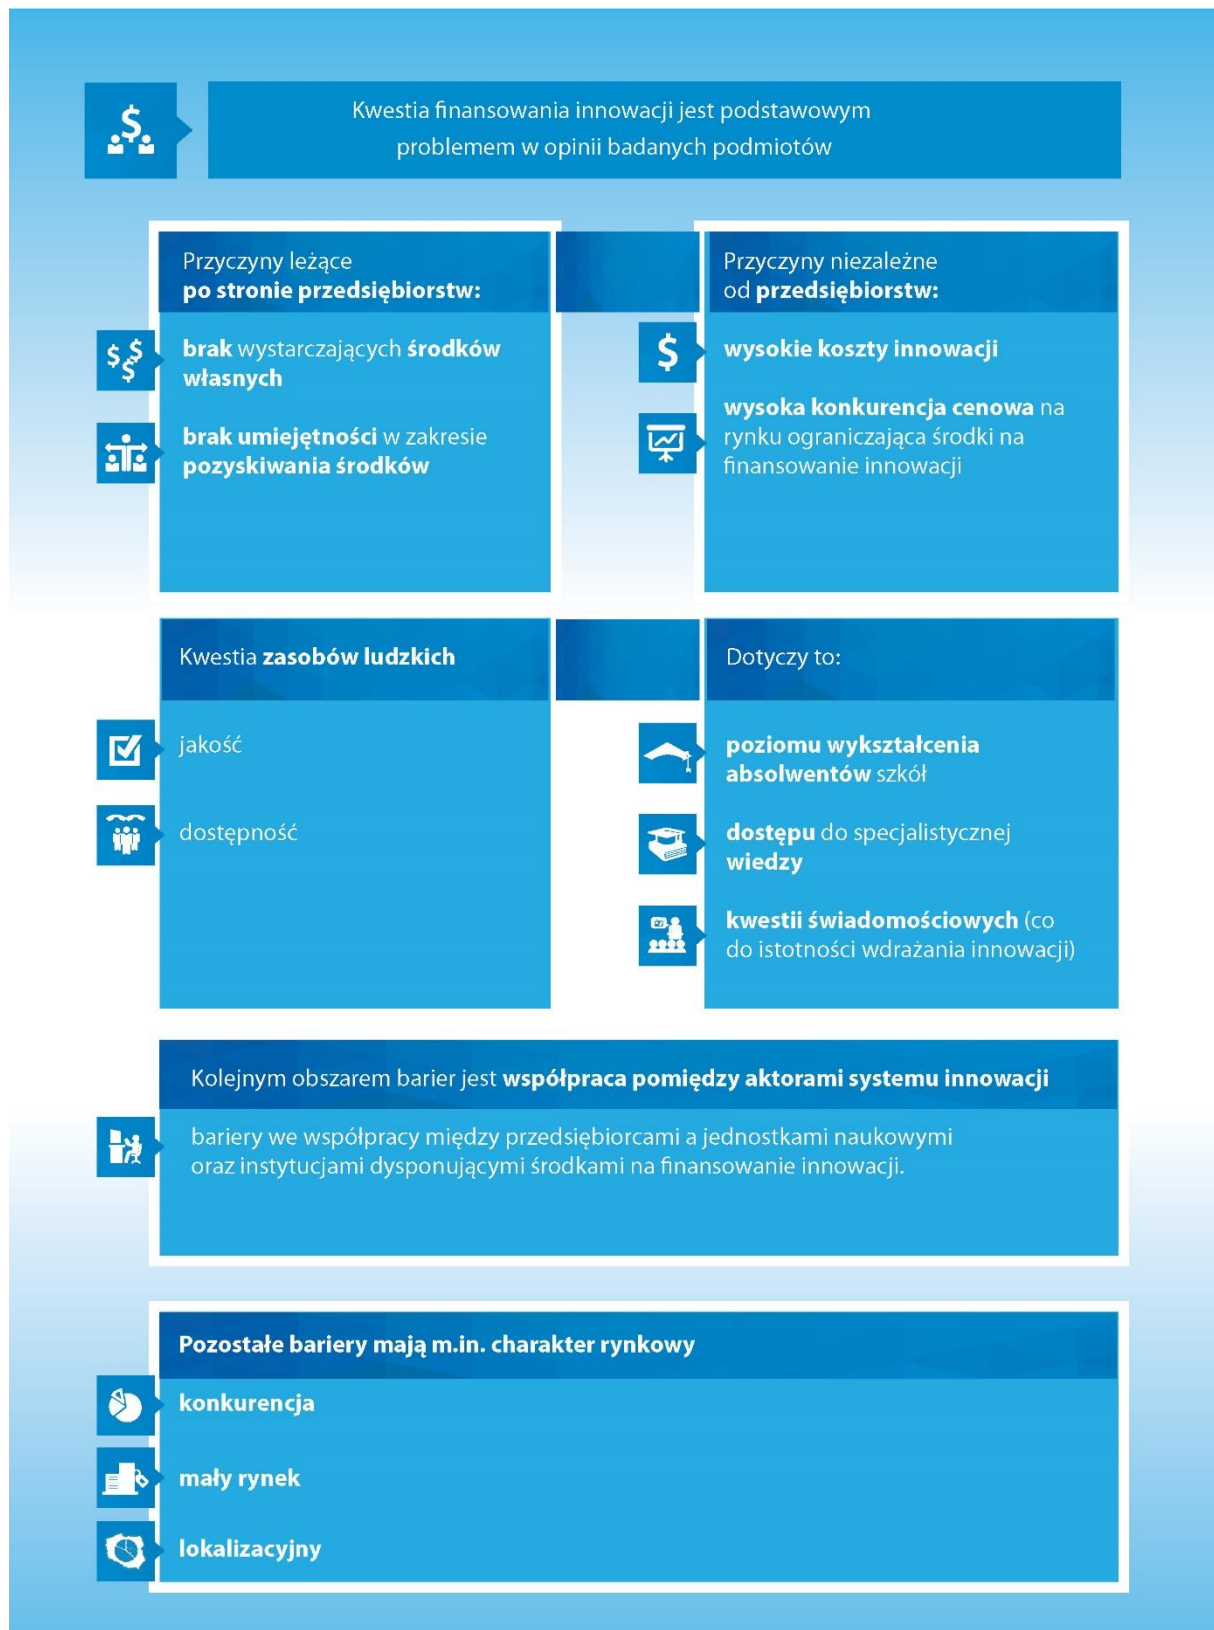 Kwestia finansowania innowacji jest podstawowym
problemem w opinii badanych podmiotów
Przyczyny leżące
po stronie przedsiębiorstw:
brak wystarczających środków
własnych
brak umiejętności w zakresie
pozyskiwania środków
Przyczyny niezależne
od przedsiębiorstw:
wysokie koszty innowacji
wysoka konkurencja cenowa na
rynku ograniczająca środki na
finansowanie innowacji
Kwestia zasobów ludzkich
jakość
dostępność
Dotyczy to:
poziomu wykształcenia
absolwentów szkół
dostępu do specjalistycznej
wiedzy
kwestii świadomościowych (co
do istotności wdrażania innowacji)
Kolejnym obszarem barier jest współpraca pomiędzy aktorami systemu innowacji
bariery we współpracy między przedsiębiorcami a jednostkami naukowymi
oraz instytucjami dysponującymi środkami na finansowanie innowacji.
Pozostałe bariery mają m.in. charakter rynkowy
konkurencja
mały rynek
lokalizacyjny